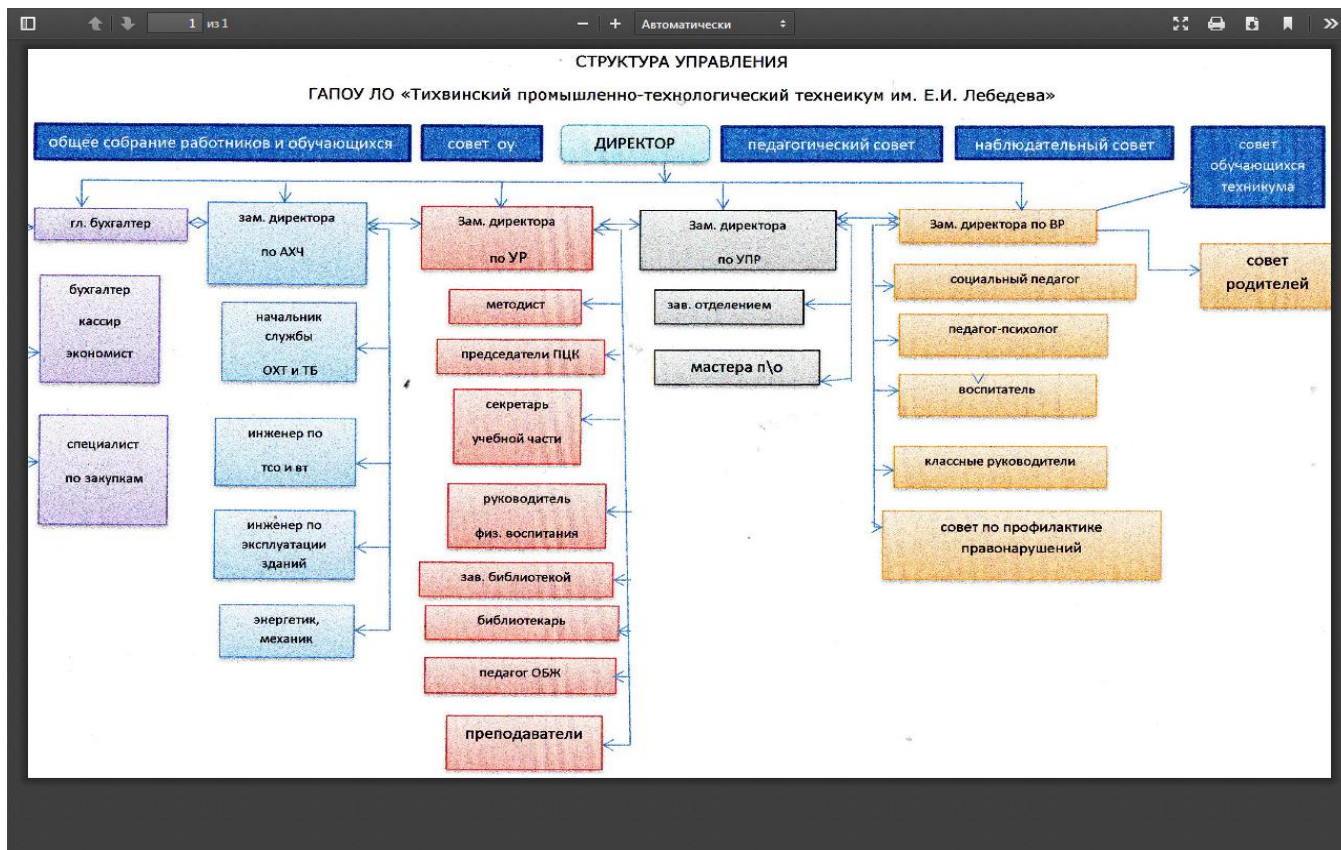 1 из 1
Автоматически
СТРУКТУРА УПРАВЛЕНИЯ
ГАПОУ ЛО «Тихвинский промышленно-технологический технеикум им. Е.И. Лебедева»
общее собрание работников и обучающихся
совет оу
ДИРЕКТОР
педагогический совет
наблюдательный совет
совет
обучающихся
техникума
гл. бухгалтер
зам. директора
по АХЧ
Зам. директора
по УР
Зам. директора
по УПР
Зам. директора по ВР
совет
родителей
бухгалтер
кассир
экономист
специалист
по закупкам
начальник
службы
ОХТ и ТБ
инженер по
тсо и вт
инженер по
эксплуатации
зданий
энергетик,
механик
методист
председатели ПЦК
секретарь
учебной части
руководитель
физ. воспитания
зав. библиотекой
библиотекарь
педагог ОБЖ
преподаватели
зав. отделением
мастера п\о
социальный педагог
педагог-психолог
воспитатель
классные руководители
совет по профилактике
правонарушений